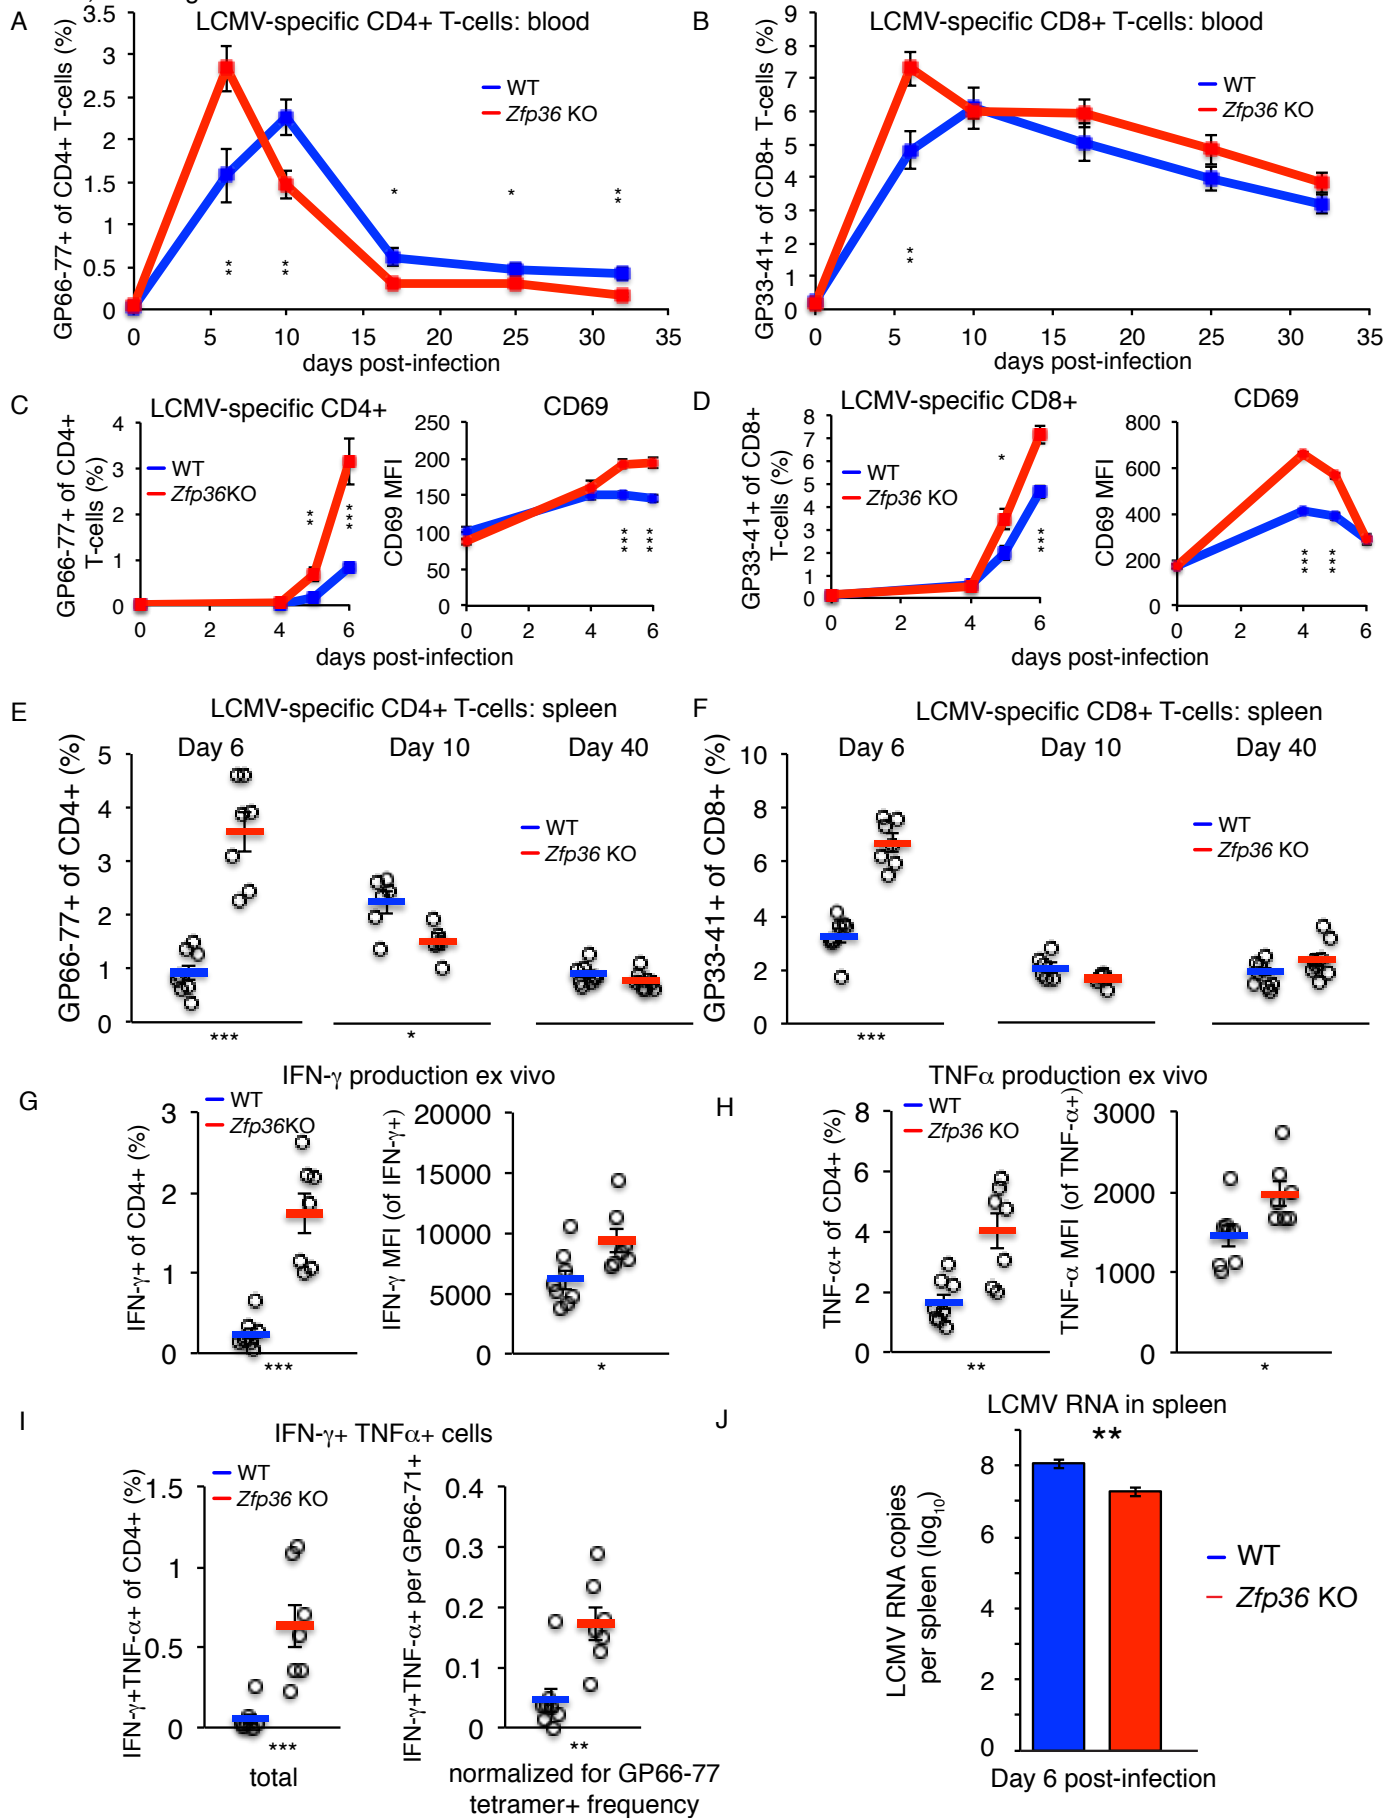 A
LCMV-specific CD4+ T-cells: blood
GP66-77+ of CD4+ T-cells (%)
3.5
3
2.5
2
1.5
1
0.5
0
WT
Zfp36 KO
**
**
*
*
**
0 5 10 15 20 25 30 35
days post-infection
B
LCMV-specific CD8+ T-cells: blood
GP33-41+ of CD8+ T-cells (%)
9
8
7
6
5
4
3
2
1
0
WT
Zfp36 KO
**
0 5 10 15 20 25 30 35
days post-infection
C
LCMV-specific CD4+
GP66-77+ of CD4+
T-cells (%)
4
3
2
1
0
WT
Zfp36KO
**
***
0 2 4 6
CD69
CD69 MFI
250
200
150
100
50
0
***
***
0 2 4 6
days post-infection
D
LCMV-specific CD8+
GP33-41+ of CD8+
T-cells (%)
8
7
6
5
4
3
2
1
0
WT
Zfp36 KO
*
***
0 2 4 6
CD69
CD69 MFI
800
600
400
200
0
***
***
0 2 4 6
days post-infection
E
LCMV-specific CD4+ T-cells: spleen
GP66-77+ of CD4+ (%)
Day 6 Day 10 Day 40
5
4
3
2
1
0
WT
Zfp36 KO
***
*
F
LCMV-specific CD8+ T-cells: spleen
GP33-41+ of CD8+ (%)
Day 6 Day 10 Day 40
10
8
6
4
2
0
WT
Zfp36 KO
***
G
IFN-γ production ex vivo
IFN-γ+ of CD4+ (%)
WT
Zfp36KO
3
2
1
0
***
IFN-γ MFI (of IFN-γ+)
20000
15000
10000
5000
0
*
H
TNFα production ex vivo
TNF-α+ of CD4+ (%)
WT
Zfp36 KO
8
6
4
2
0
**
TNF-α MFI (of TNF-α+)
3000
2000
1000
0
*
I
IFN-γ+ TNFα+ cells
IFN-γ+TNF-α+ of CD4+ (%)
WT
Zfp36 KO
1.5
1
0.5
0
***
total
IFN-γ+TNF-α+ per GP66-71+
0.4
0.3
0.2
0.1
0
**
normalized for GP66-77
tetramer+ frequency
J
LCMV RNA in spleen
LCMV RNA copies
per spleen (log10)
**
8
6
4
2
0
WT
Zfp36 KO
Day 6 post-infection